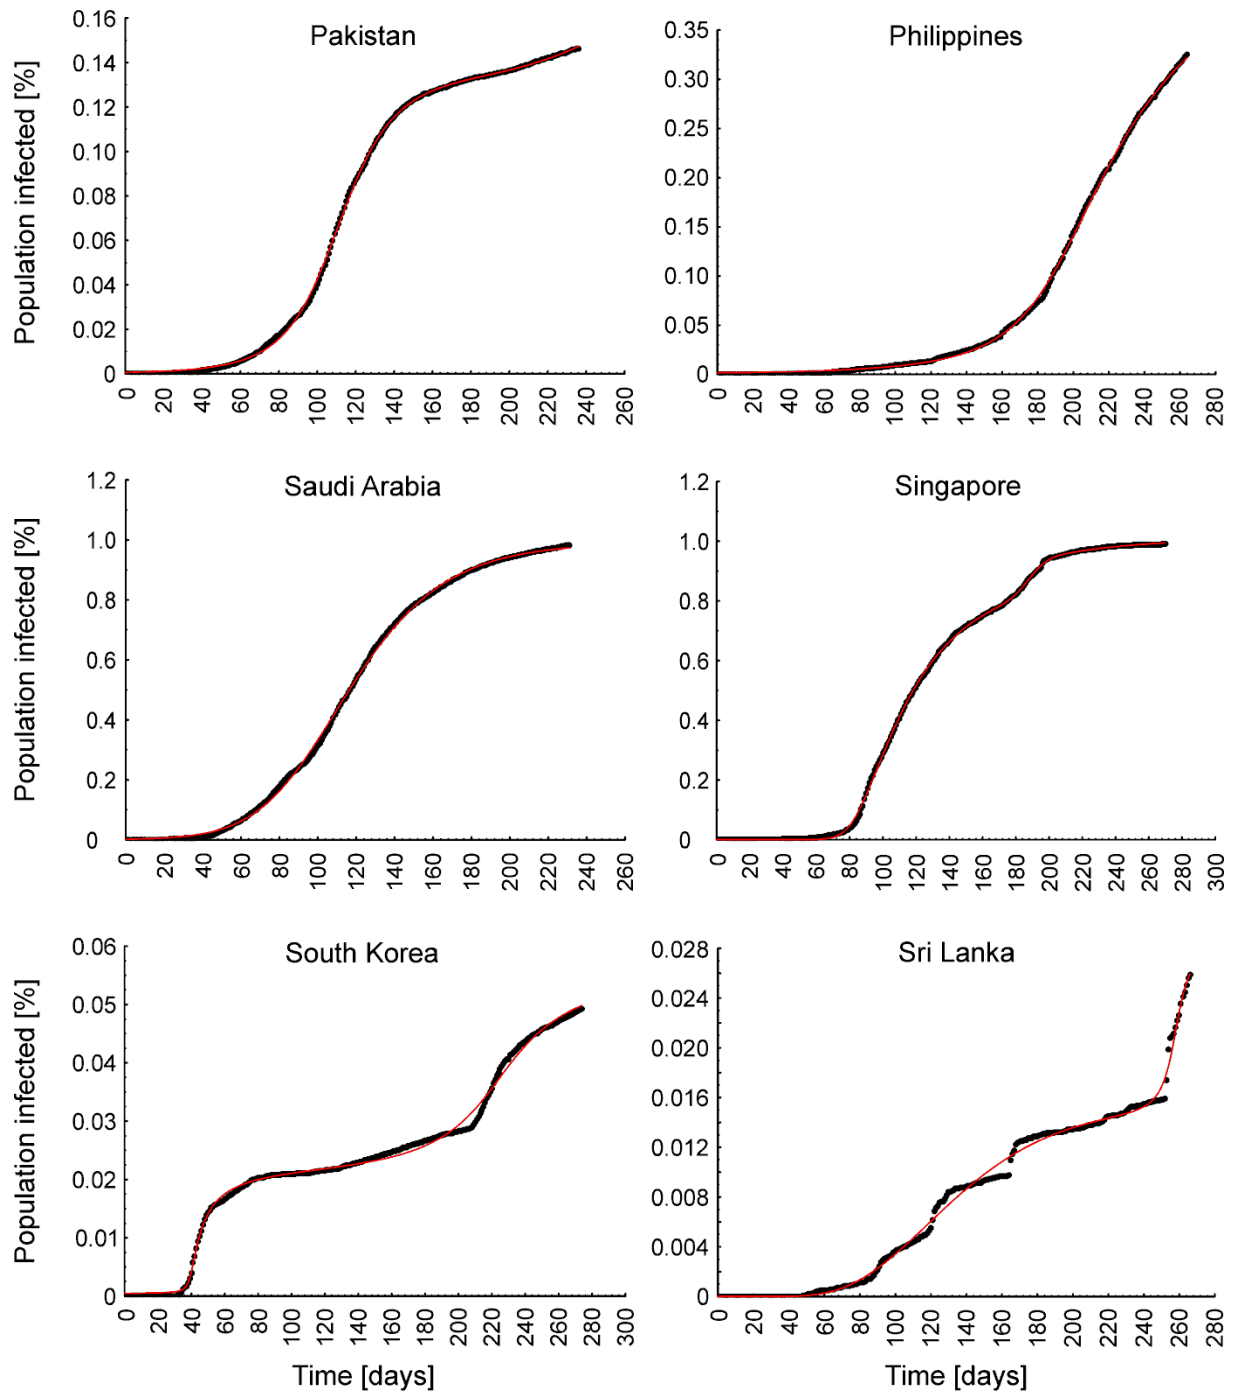 Pakistan
Population infected [%]
0.16
0.14
0.12
0.10
0.08
0.06
0.04
0.02
0
0 20 40 60 80 100 120 140 160 180 200 220 240 260
Philippines
0.35
0.30
0.25
0.20
0.15
0.10
0.05
0
0 20 40 60 80 100 120 140 160 180 200 220 240 260 280
Saudi Arabia
Population infected [%]
1.2
1.0
0.8
0.6
0.4
0.2
0
0 20 40 60 80 100 120 140 160 180 200 220 240 260
Singapore
1.2
1.0
0.8
0.6
0.4
0.2
0
0 20 40 60 80 100 120 140 160 180 200 220 240 260 280 300
South Korea
Population infected [%]
0.06
0.05
0.04
0.03
0.02
0.01
0
0 20 40 60 80 100 120 140 160 180 200 220 240 260 280 300
Time [days]
Sri Lanka
0.028
0.024
0.020
0.016
0.012
0.008
0.004
0
0 20 40 60 80 100 120 140 160 180 200 220 240 260 280
Time [days]